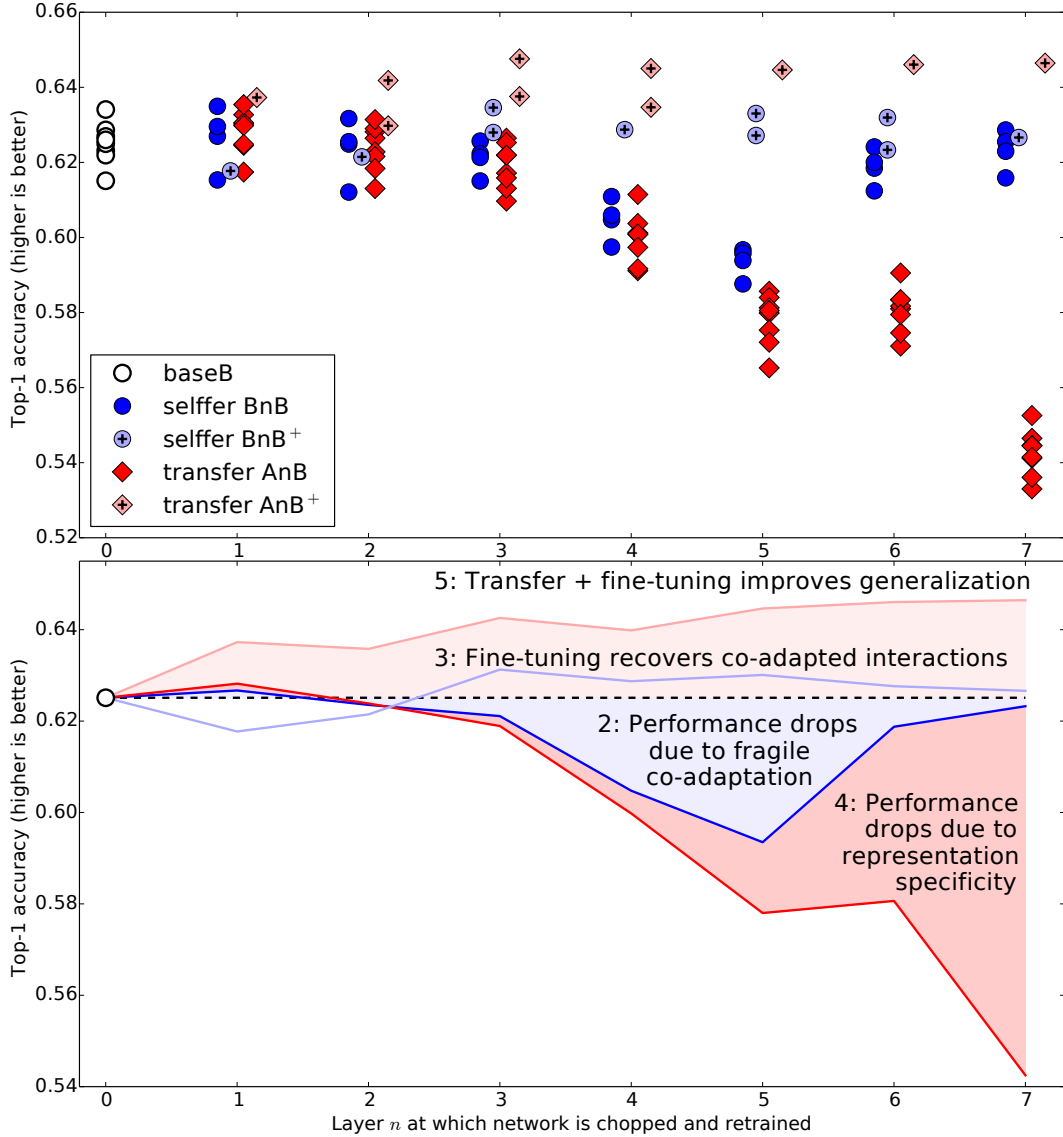 0.66
0.64
0.62
0.60
0.58
0.56
0.54
0.52
Top-1 accuracy (higher is better)
baseB
selffer BnB
selffer BnB⁺
transfer AnB
transfer AnB⁺
0 1 2 3 4 5 6 7
5: Transfer + fine-tuning improves generalization
3: Fine-tuning recovers co-adapted interactions
2: Performance drops
due to fragile
co-adaptation
4: Performance
drops due to
representation
specificity
0.64
0.62
0.60
0.58
0.56
0.54
Top-1 accuracy (higher is better)
0 1 2 3 4 5 6 7
Layer n at which network is chopped and retrained